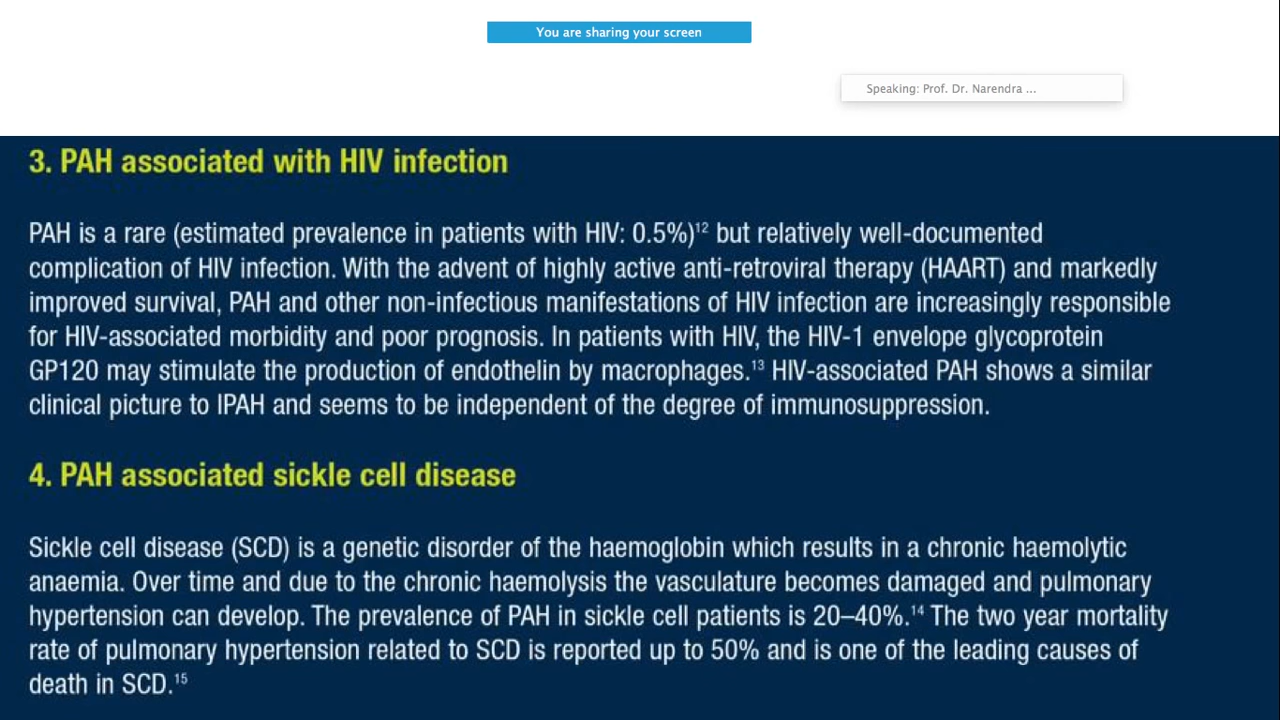 You are sharing your screen
Speaking: Prof. Dr. Narendra ...
3. PAH associated with HIV infection
PAH is a rare (estimated prevalence in patients with HIV: 0.5%)¹² but relatively well-documented
complication of HIV infection. With the advent of highly active anti-retroviral therapy (HAART) and markedly
improved survival, PAH and other non-infectious manifestations of HIV infection are increasingly responsible
for HIV-associated morbidity and poor prognosis. In patients with HIV, the HIV-1 envelope glycoprotein
GP120 may stimulate the production of endothelin by macrophages.¹³ HIV-associated PAH shows a similar
clinical picture to IPAH and seems to be independent of the degree of immunosuppression.
4. PAH associated sickle cell disease
Sickle cell disease (SCD) is a genetic disorder of the haemoglobin which results in a chronic haemolytic
anaemia. Over time and due to the chronic haemolysis the vasculature becomes damaged and pulmonary
hypertension can develop. The prevalence of PAH in sickle cell patients is 20–40%.¹⁴ The two year mortality
rate of pulmonary hypertension related to SCD is reported up to 50% and is one of the leading causes of
death in SCD.¹⁵